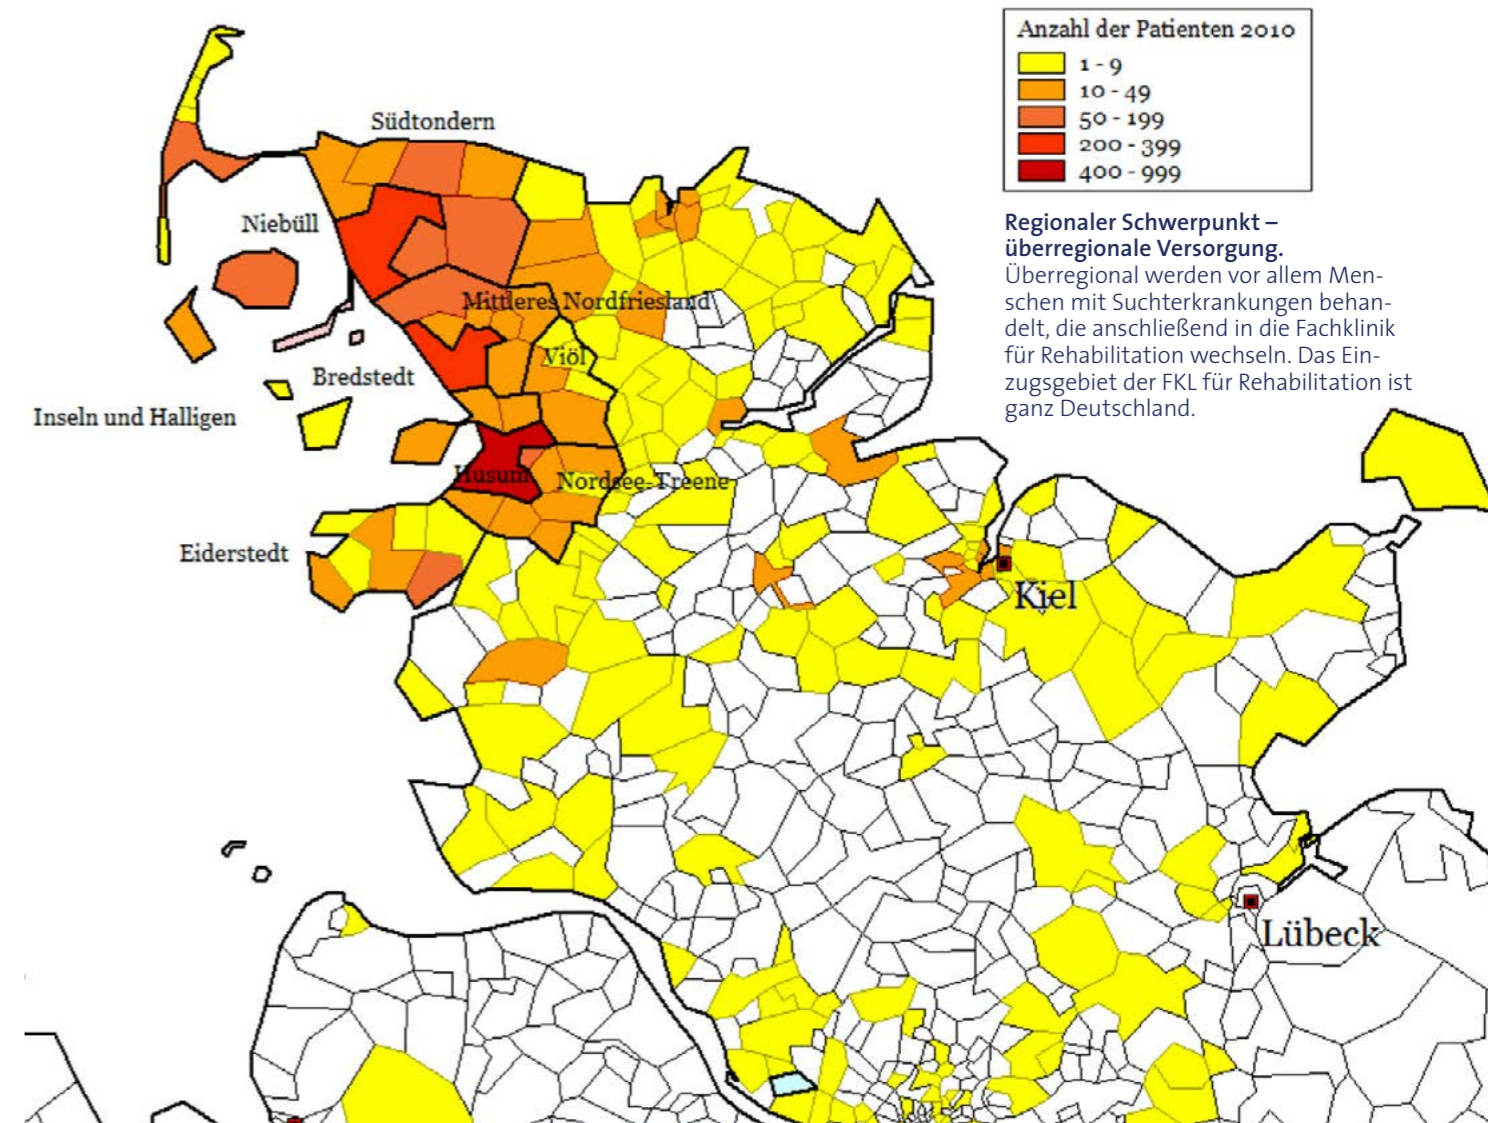 Anzahl der Patienten 2010
1 - 9
10 - 49
50 - 199
200 - 399
400 - 999
Regionaler Schwerpunkt –
überregionale Versorgung.
Überregional werden vor allem Men-
schen mit Suchterkrankungen behan-
delt, die anschließend in die Fachklinik
für Rehabilitation wechseln. Das Ein-
zugsgebiet der FKL für Rehabilitation ist
ganz Deutschland.
Südtondern
Niebüll
Mittleres Nordfriesland
Viöl
Bredstedt
Inseln und Halligen
Husum
Nordsee-Treene
Eiderstedt
Kiel
Lübeck